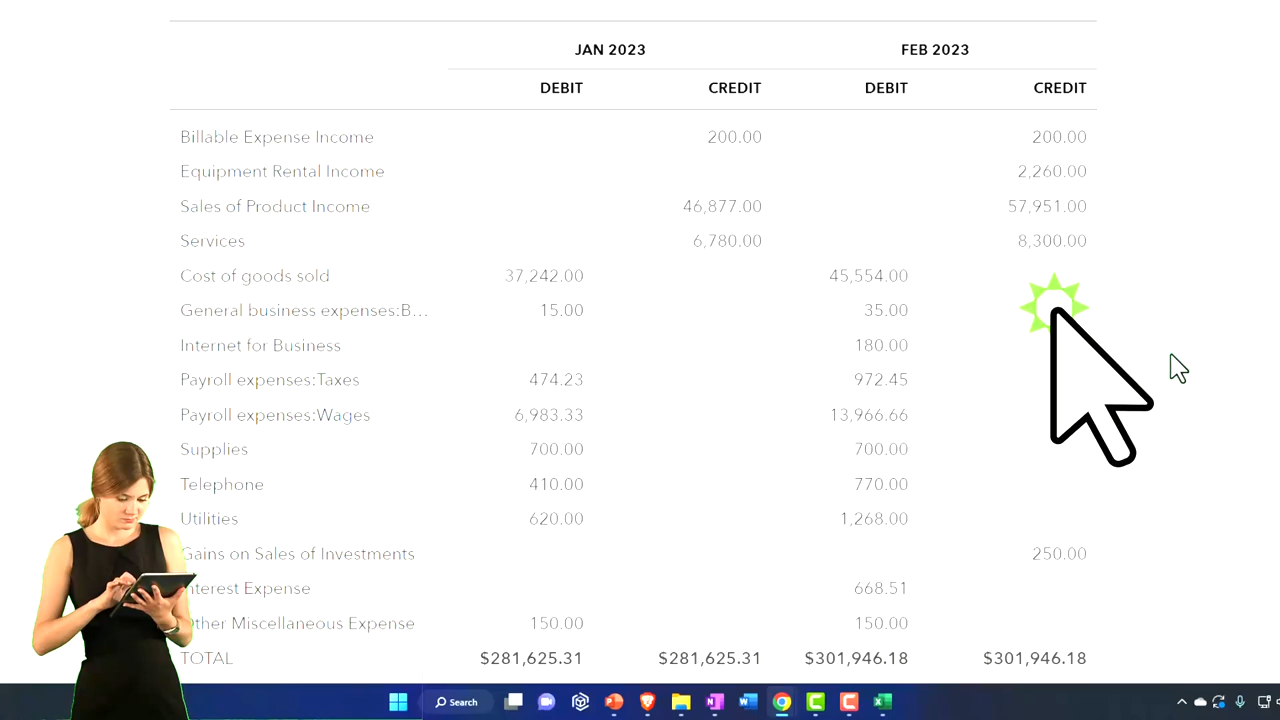 JAN 2023 FEB 2023
DEBIT CREDIT DEBIT CREDIT
Billable Expense Income 200.00 200.00
Equipment Rental Income 2,260.00
Sales of Product Income 46,877.00 57,951.00
Services 6,780.00 8,300.00
Cost of goods sold 37,242.00 45,554.00
General business expenses:B... 15.00 35.00
Internet for Business 180.00
Payroll expenses:Taxes 474.23 972.45
Payroll expenses:Wages 6,983.33 13,966.66
Supplies 700.00 700.00
Telephone 410.00 770.00
Utilities 620.00 1,268.00
Gains on Sales of Investments 250.00
nterest Expense 668.51
ther Miscellaneous Expense 150.00 150.00
TOTAL $281,625.31 $281,625.31 $301,946.18 $301,946.18
Search